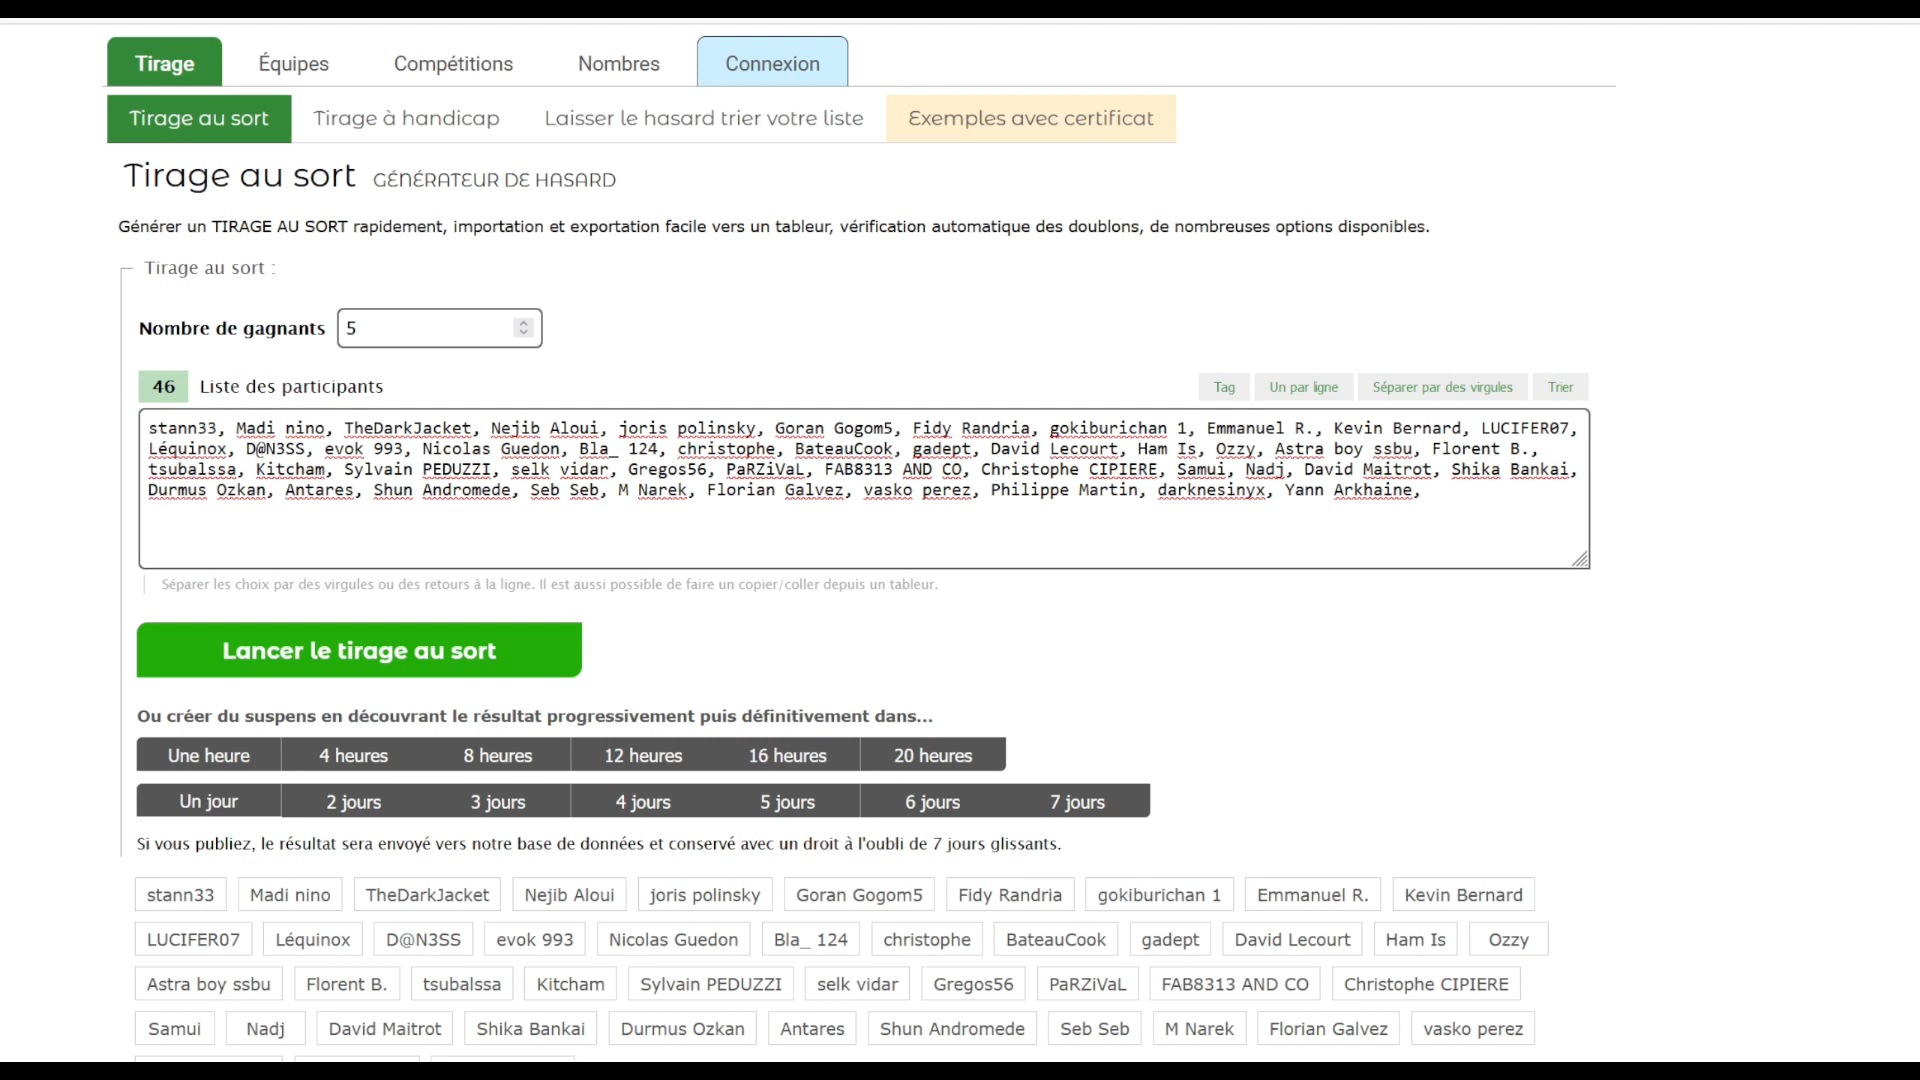 Tirage Équipes Compétitions Nombres Connexion
Tirage au sort Tirage à handicap Laisser le hasard trier votre liste Exemples avec certificat
Tirage au sort GÉNÉRATEUR DE HASARD
Générer un TIRAGE AU SORT rapidement, importation et exportation facile vers un tableur, vérification automatique des doublons, de nombreuses options disponibles.
Tirage au sort :
Nombre de gagnants 5
46 Liste des participants Tag Un par ligne Séparer par des virgules Trier
stann33, Madi nino, TheDarkJacket, Nejib Aloui, joris polinsky, Goran Gogom5, Fidy Randria, gokiburichan 1, Emmanuel R., Kevin Bernard, LUCIFER07,
Léquinox, D@N3SS, evok 993, Nicolas Guedon, Bla_ 124, christophe, BateauCook, gadept, David Lecourt, Ham Is, Ozzy, Astra boy ssbu, Florent B.,
tsubalssa, Kitcham, Sylvain PEDUZZI, selk vidar, Gregos56, PaRZiVaL, FAB8313 AND CO, Christophe CIPIERE, Samui, Nadj, David Maitrot, Shika Bankai,
Durmus Ozkan, Antares, Shun Andromede, Seb Seb, M Narek, Florian Galvez, vasko perez, Philippe Martin, darknesinyx, Yann Arkhaine,
Séparer les choix par des virgules ou des retours à la ligne. Il est aussi possible de faire un copier/coller depuis un tableur.
Lancer le tirage au sort
Ou créer du suspens en découvrant le résultat progressivement puis définitivement dans...
Une heure 4 heures 8 heures 12 heures 16 heures 20 heures
Un jour 2 jours 3 jours 4 jours 5 jours 6 jours 7 jours
Si vous publiez, le résultat sera envoyé vers notre base de données et conservé avec un droit à l'oubli de 7 jours glissants.
stann33 Madi nino TheDarkJacket Nejib Aloui joris polinsky Goran Gogom5 Fidy Randria gokiburichan 1 Emmanuel R. Kevin Bernard
LUCIFER07 Léquinox D@N3SS evok 993 Nicolas Guedon Bla_ 124 christophe BateauCook gadept David Lecourt Ham Is Ozzy
Astra boy ssbu Florent B. tsubalssa Kitcham Sylvain PEDUZZI selk vidar Gregos56 PaRZiVaL FAB8313 AND CO Christophe CIPIERE
Samui Nadj David Maitrot Shika Bankai Durmus Ozkan Antares Shun Andromede Seb Seb M Narek Florian Galvez vasko perez